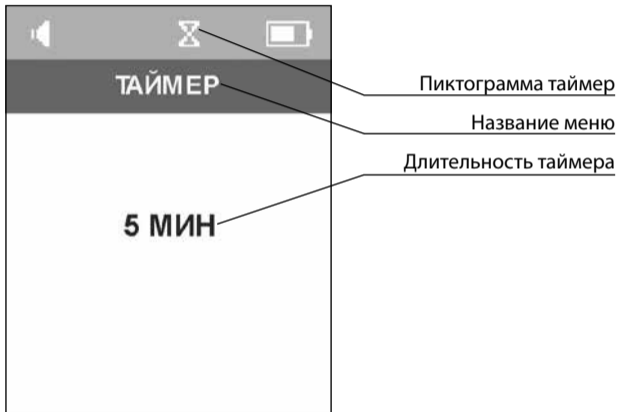 ТАЙМЕР
Пиктограмма таймер
Название меню
Длительность таймера
5 МИН